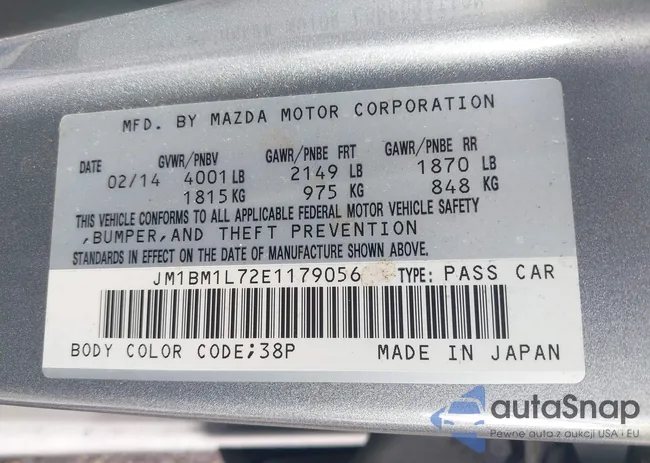 MFD. BY MAZDA MOTOR CORPORATION
DATE GVWR/PNBV GAWR/PNBE FRT GAWR/PNBE RR
02/14 4001 LB 2149 LB 1870 LB
1815 KG 975 KG 848 KG
THIS VEHICLE CONFORMS TO ALL APPLICABLE FEDERAL MOTOR VEHICLE SAFETY
,BUMPER,AND THEFT PREVENTION
STANDARDS IN EFFECT ON THE DATE OF MANUFACTURE SHOWN ABOVE.
JM1BM1L72E1179056 TYPE: PASS CAR
BODY COLOR CODE;38P MADE IN JAPAN
autaSnap
Pewne auta z aukcji USA i EU